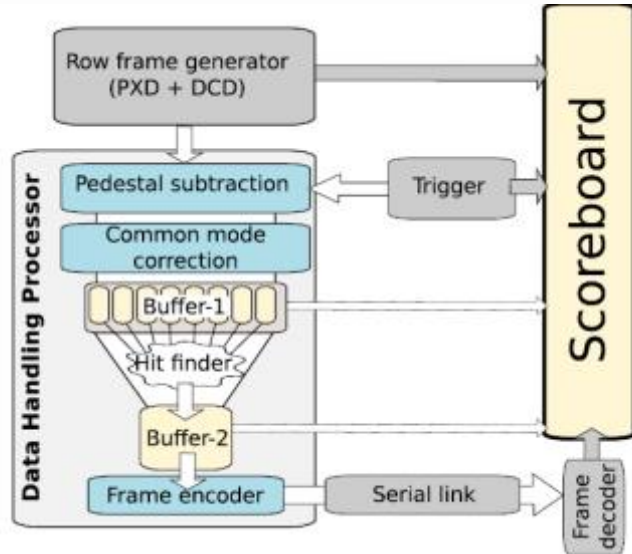 Row frame generator
(PXD + DCD)
Scoreboard
Data Handling Processor
Pedestal subtraction
Trigger
Common mode
correction
Buffer-1
Hit finder
Buffer-2
Frame encoder
Serial link
Frame
decoder